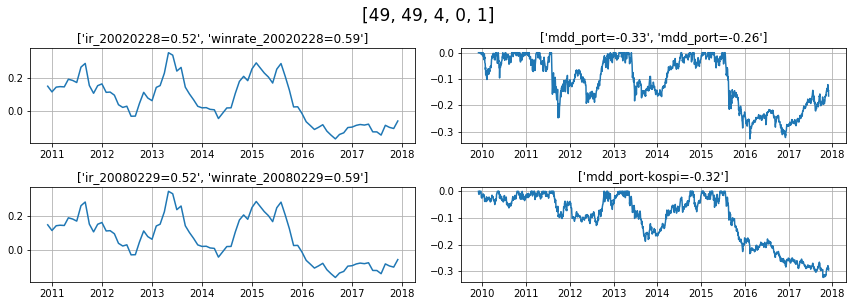 [49, 49, 4, 0, 1]
['ir_20020228=0.52', 'winrate_20020228=0.59']
0.2
0.0
2011 2012 2013 2014 2015 2016 2017 2018
['mdd_port=-0.33', 'mdd_port=-0.26']
0.0
−0.1
−0.2
−0.3
2010 2011 2012 2013 2014 2015 2016 2017 2018
['ir_20080229=0.52', 'winrate_20080229=0.59']
0.2
0.0
2011 2012 2013 2014 2015 2016 2017 2018
['mdd_port-kospi=-0.32']
0.0
−0.1
−0.2
−0.3
2010 2011 2012 2013 2014 2015 2016 2017 2018